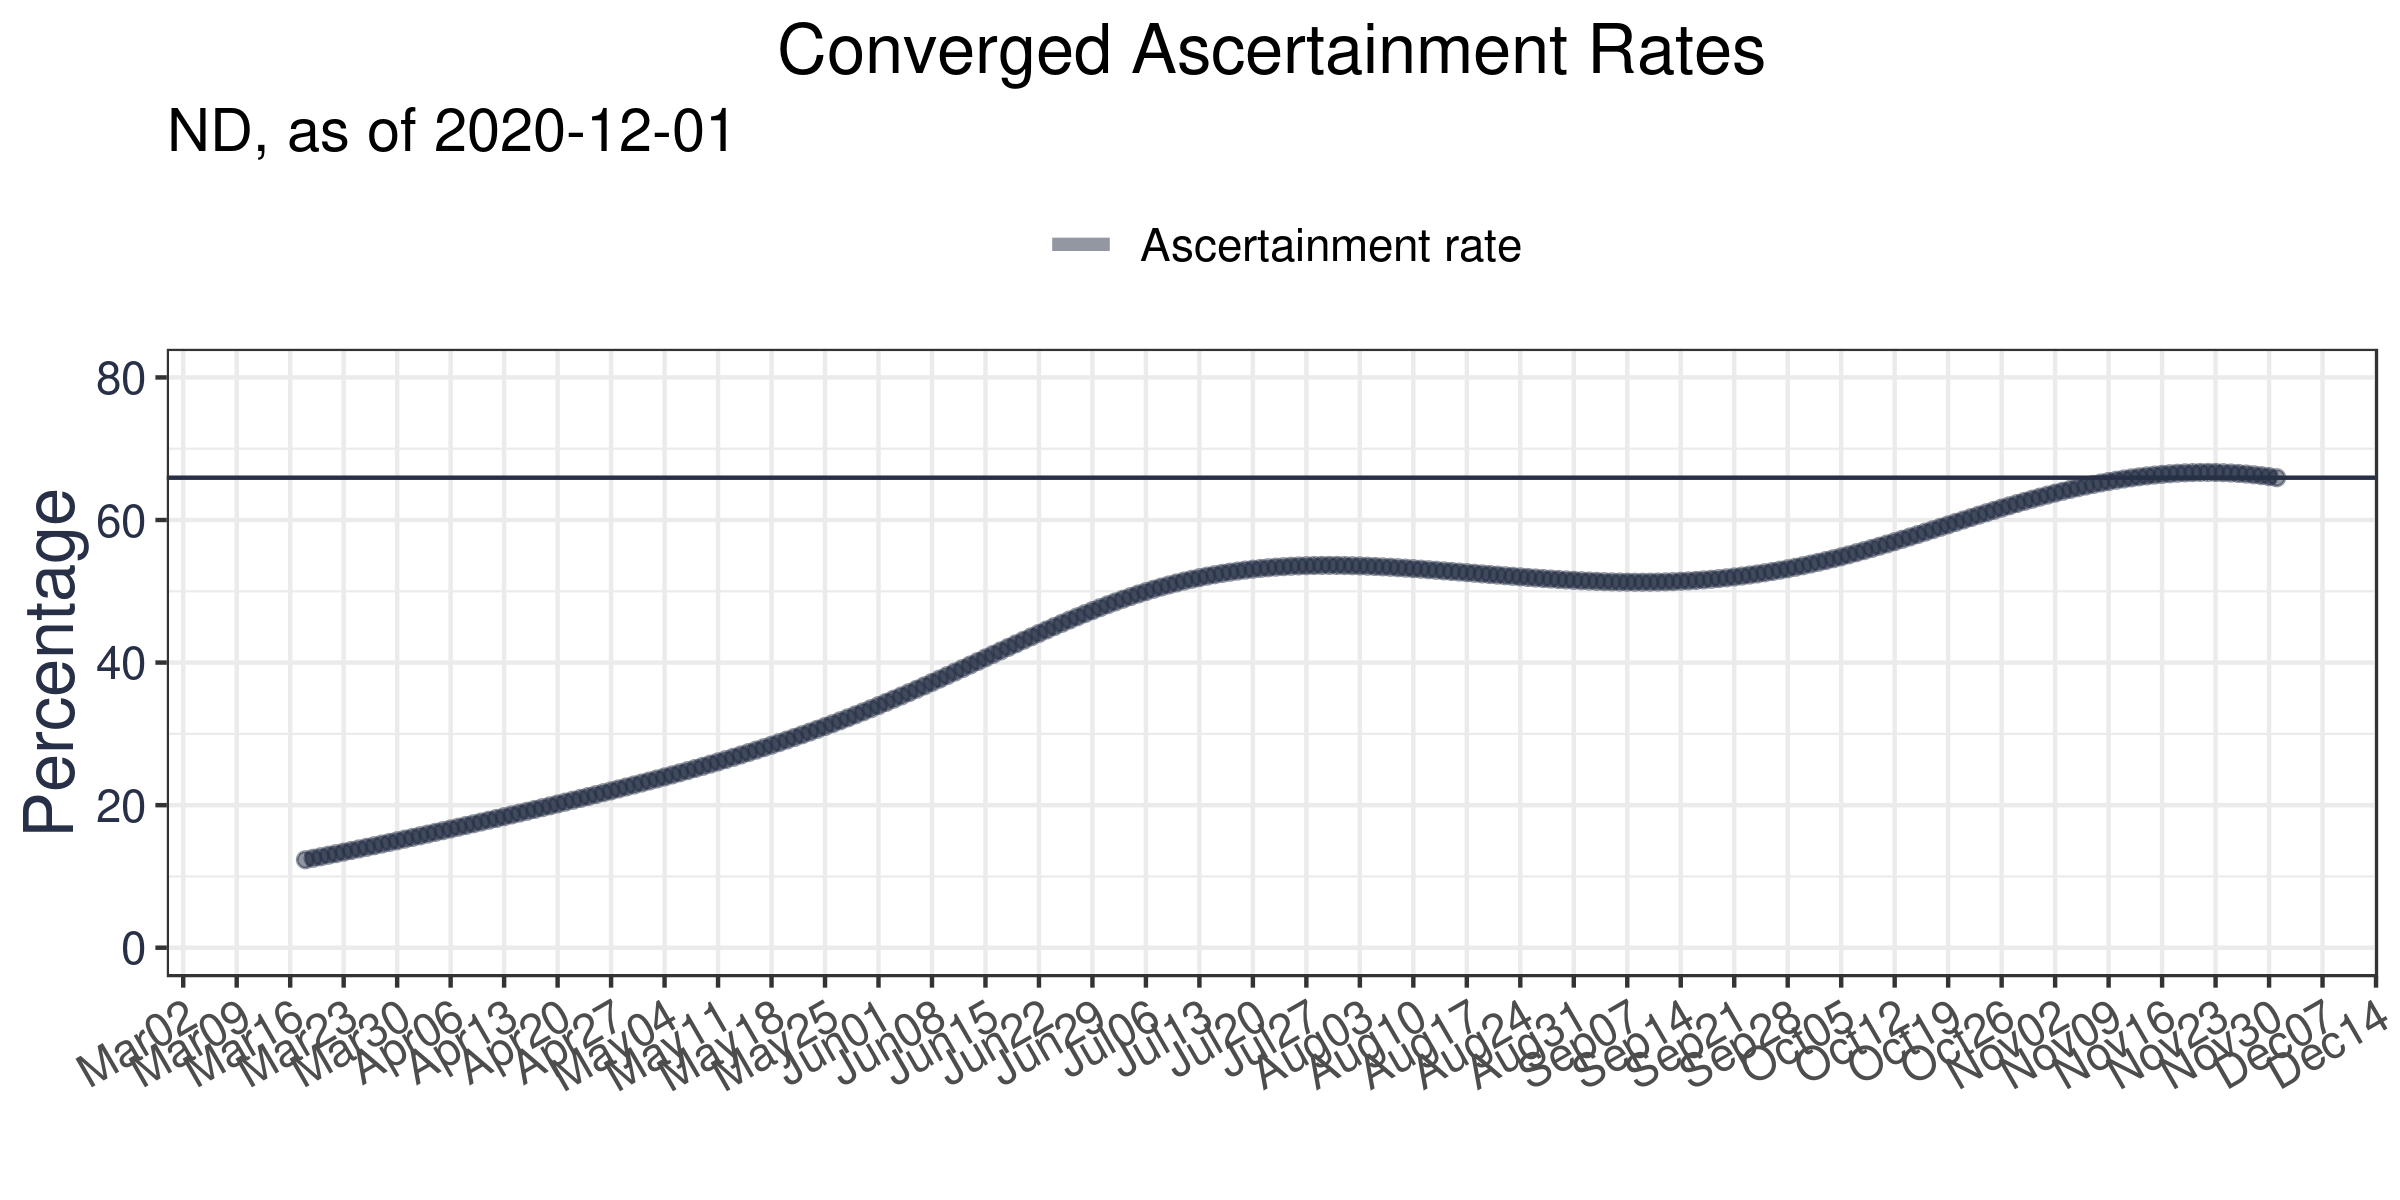 Converged Ascertainment Rates
ND, as of 2020-12-01
Ascertainment rate
Percentage
80
60
40
20
0
Mar02
Mar09
Mar16
Mar23
Mar30
Apr06
Apr13
Apr20
Apr27
May04
May11
May18
May25
Jun01
Jun08
Jun15
Jun22
Jun29
Jul06
Jul13
Jul20
Jul27
Aug03
Aug10
Aug17
Aug24
Aug31
Sep07
Sep14
Sep21
Sep28
Oct05
Oct12
Oct19
Oct26
Nov02
Nov09
Nov16
Nov23
Nov30
Dec07
Dec14